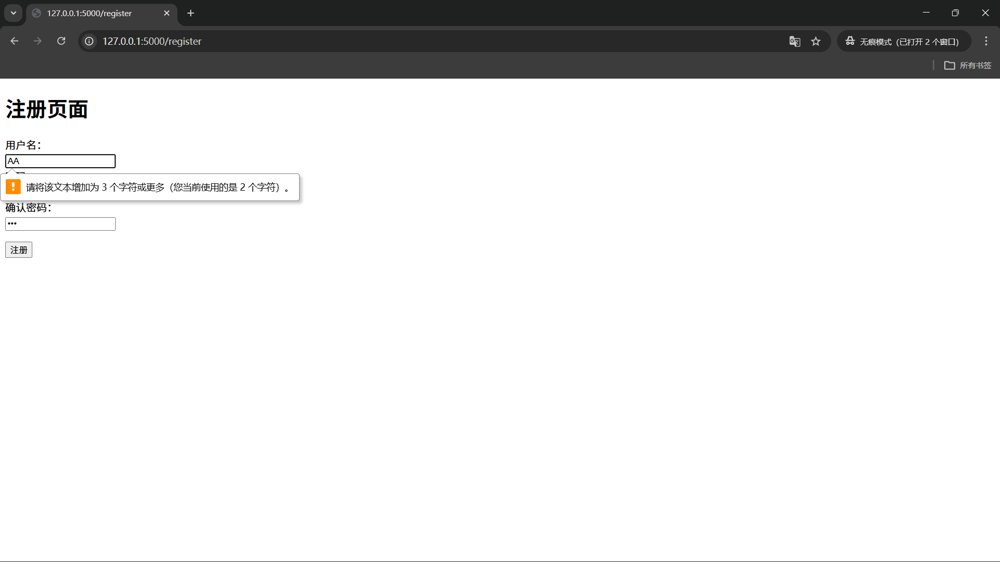 127.0.0.1:5000/register
127.0.0.1:5000/register
无痕模式（已打开 2 个窗口）
所有书签
注册页面
用户名：
AA
请将该文本增加为 3 个字符或更多（您当前使用的是 2 个字符）。
确认密码：
•••
注册